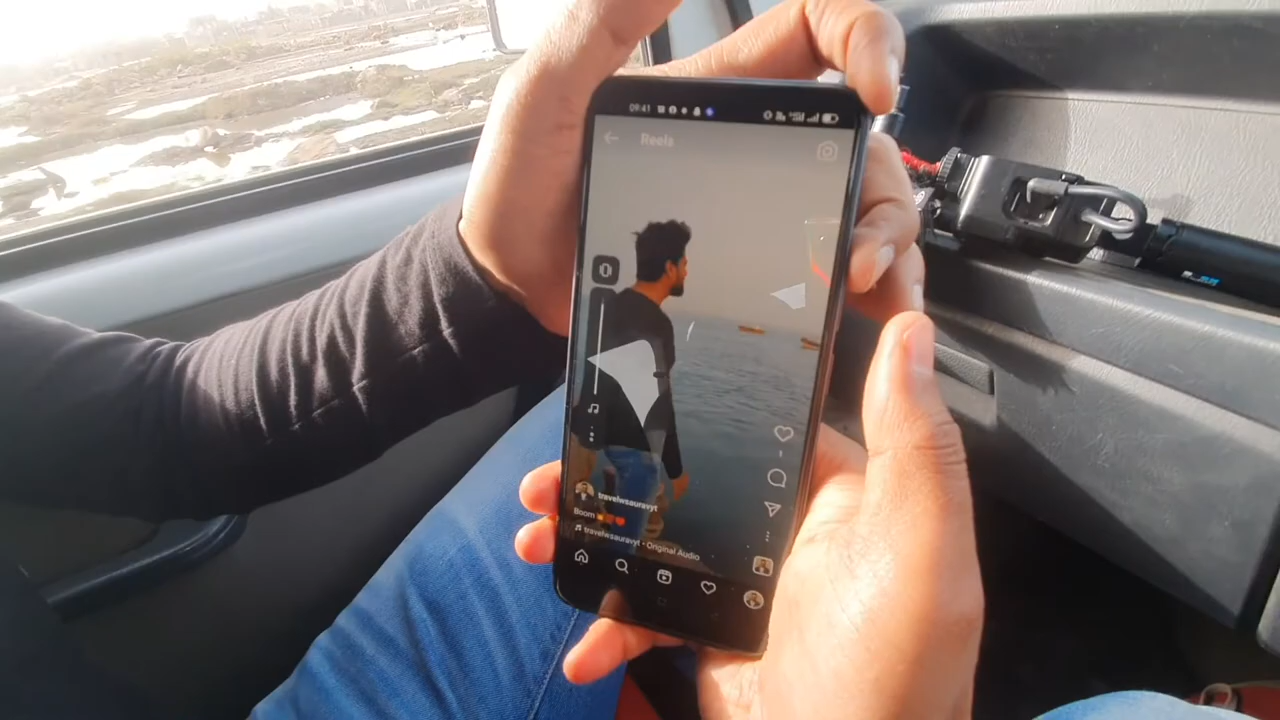 09:41
Reels
travelwsauravyt
Boom 💥❤️
travelwsauravyt • Original Audio